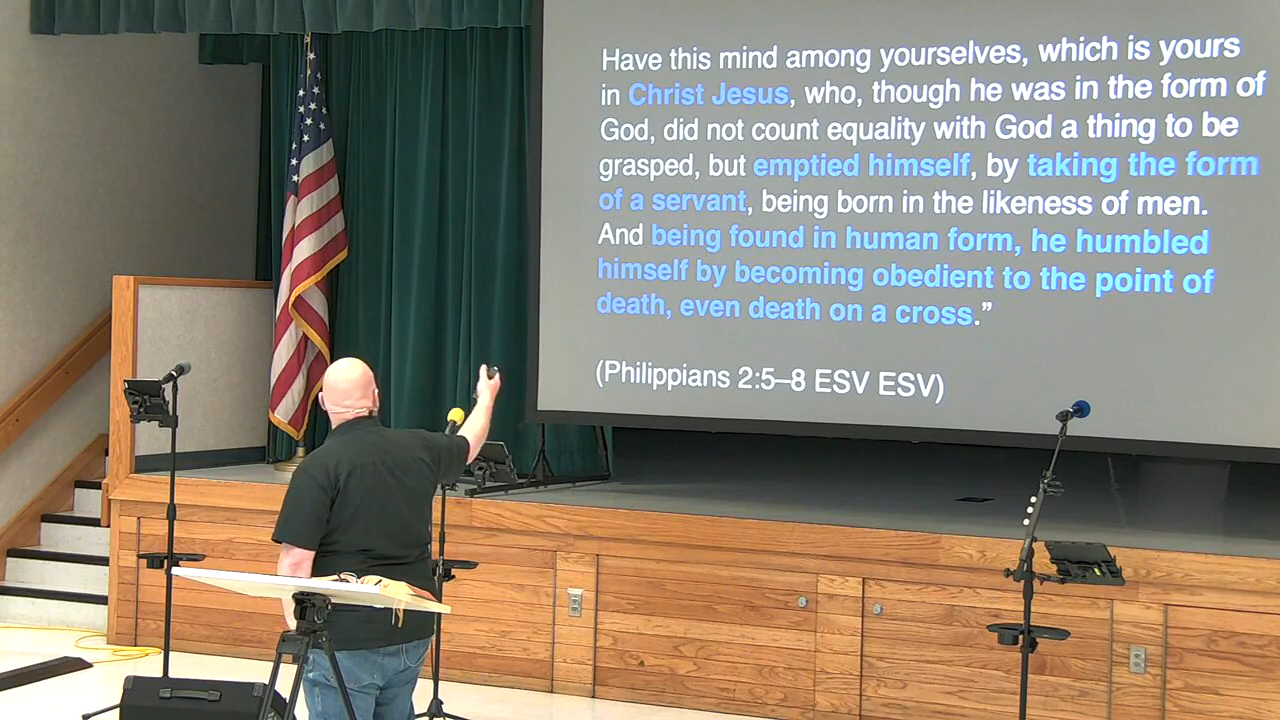 Have this mind among yourselves, which is yours
in Christ Jesus, who, though he was in the form of
God, did not count equality with God a thing to be
grasped, but emptied himself, by taking the form
of a servant, being born in the likeness of men.
And being found in human form, he humbled
himself by becoming obedient to the point of
death, even death on a cross.”
(Philippians 2:5–8 ESV ESV)